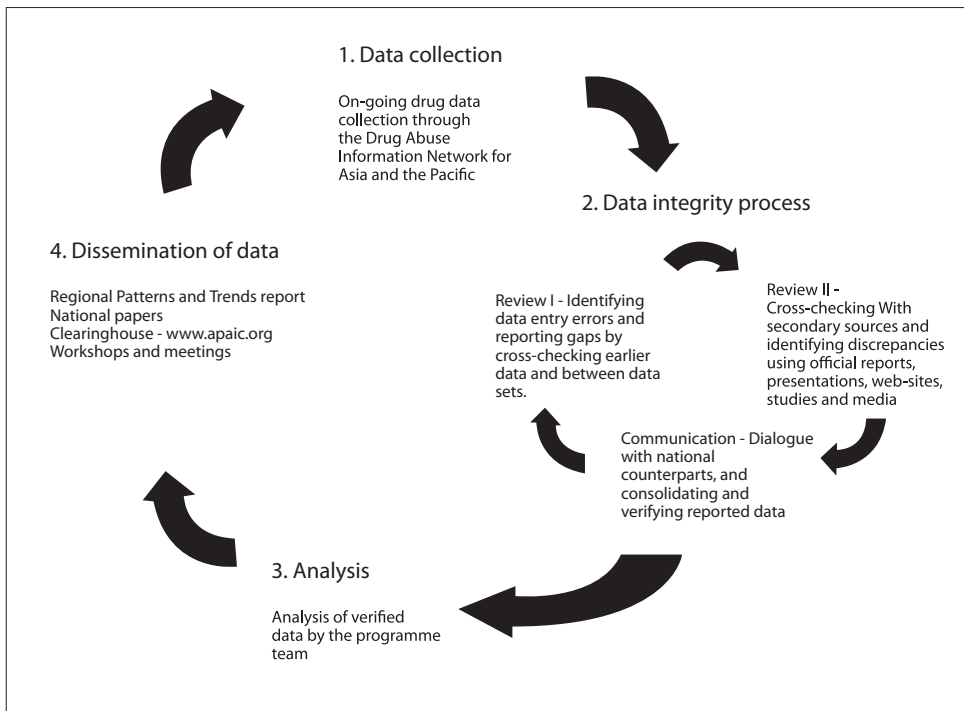 1. Data collection
On-going drug data
collection through
the Drug Abuse
Information Network for
Asia and the Pacific
2. Data integrity process
Review I - Identifying
data entry errors and
reporting gaps by
cross-checking earlier
data and between data
sets.
Review II -
Cross-checking With
secondary sources and
identifying discrepancies
using official reports,
presentations, web-sites,
studies and media
Communication - Dialogue
with national
counterparts, and
consolidating and
verifying reported data
3. Analysis
Analysis of verified
data by the programme
team
4. Dissemination of data
Regional Patterns and Trends report
National papers
Clearinghouse - www.apaic.org
Workshops and meetings